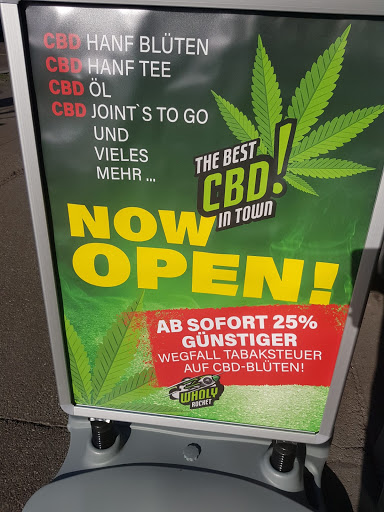 CBD HANF BLÜTEN
CBD HANF TEE
CBD ÖL
CBD JOINT`S TO GO
UND
VIELES
MEHR ...
THE BEST
CBD!
IN TOWN
NOW
OPEN!
AB SOFORT 25%
GÜNSTIGER
WEGFALL TABAKSTEUER
AUF CBD-BLÜTEN!
WHOLY
ROCKET